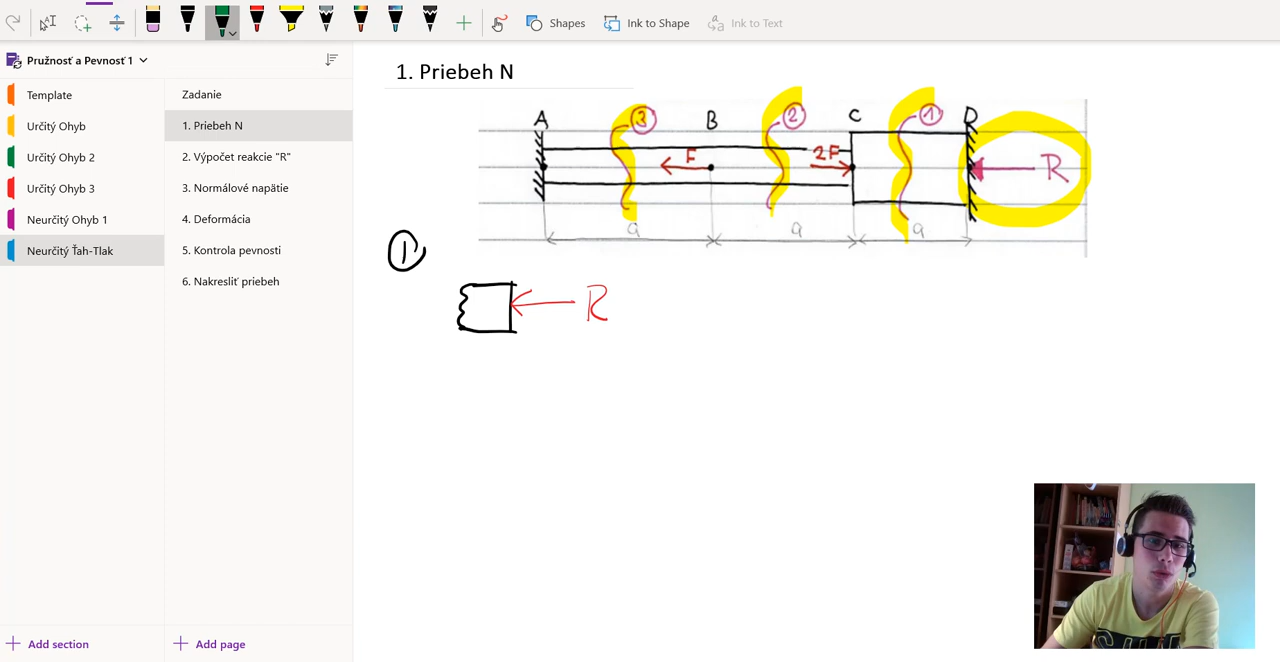 Shapes
Ink to Shape
Ink to Text
Pružnosť a Pevnosť 1
Template
Určitý Ohyb
Určitý Ohyb 2
Určitý Ohyb 3
Neurčitý Ohyb 1
Neurčitý Ťah-Tlak
Add section
Zadanie
1. Priebeh N
2. Výpočet reakcie "R"
3. Normálové napätie
4. Deformácia
5. Kontrola pevnosti
6. Nakresliť priebeh
Add page
1. Priebeh N
A 3 B 2 C 1 D
F 2F R
a a a
1.
R